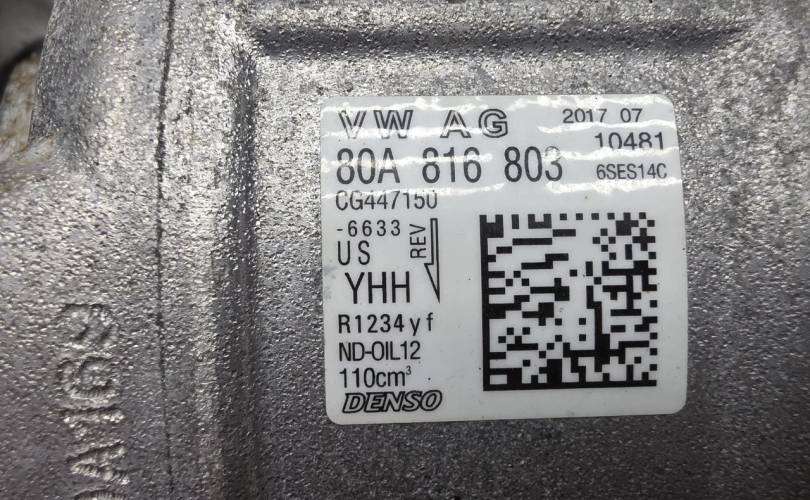 VW AG
2017 07
10481
80A 816 803
6SES14C
CG447150
-6633
US
REV
YHH
R1234yf
ND-OIL12
110cm³
DENSO